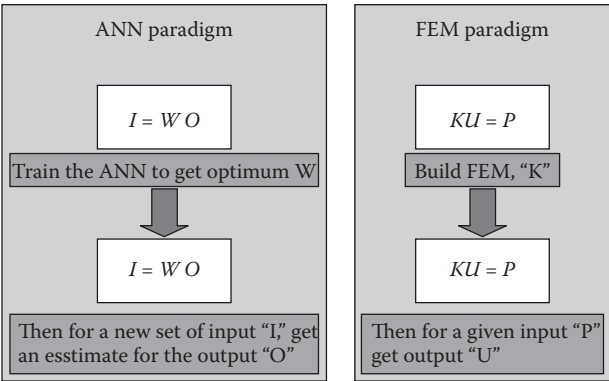 ANN paradigm
I = W O
Train the ANN to get optimum W
I = W O
Then for a new set of input “I,” get
an esstimate for the output “O”
FEM paradigm
KU = P
Build FEM, “K”
KU = P
Then for a given input “P”
get output “U”